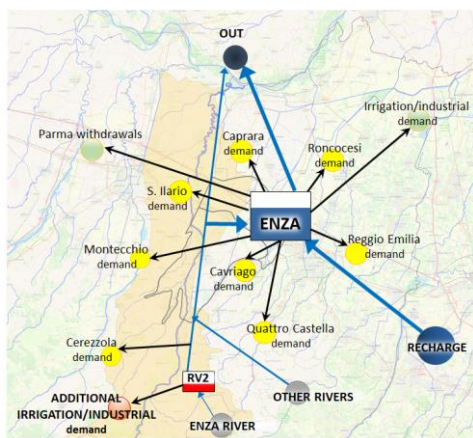 OUT
Irrigation/industrial
demand
Parma withdrawals
Caprara
demand
Roncocesi
demand
S. Ilario
demand
ENZA
Montecchio
demand
Reggio Emilia
demand
Cavriago
demand
Quattro Castella
demand
Cerezzola
demand
RECHARGE
RV2
OTHER RIVERS
ADDITIONAL
IRRIGATION/INDUSTRIAL
demand
ENZA RIVER